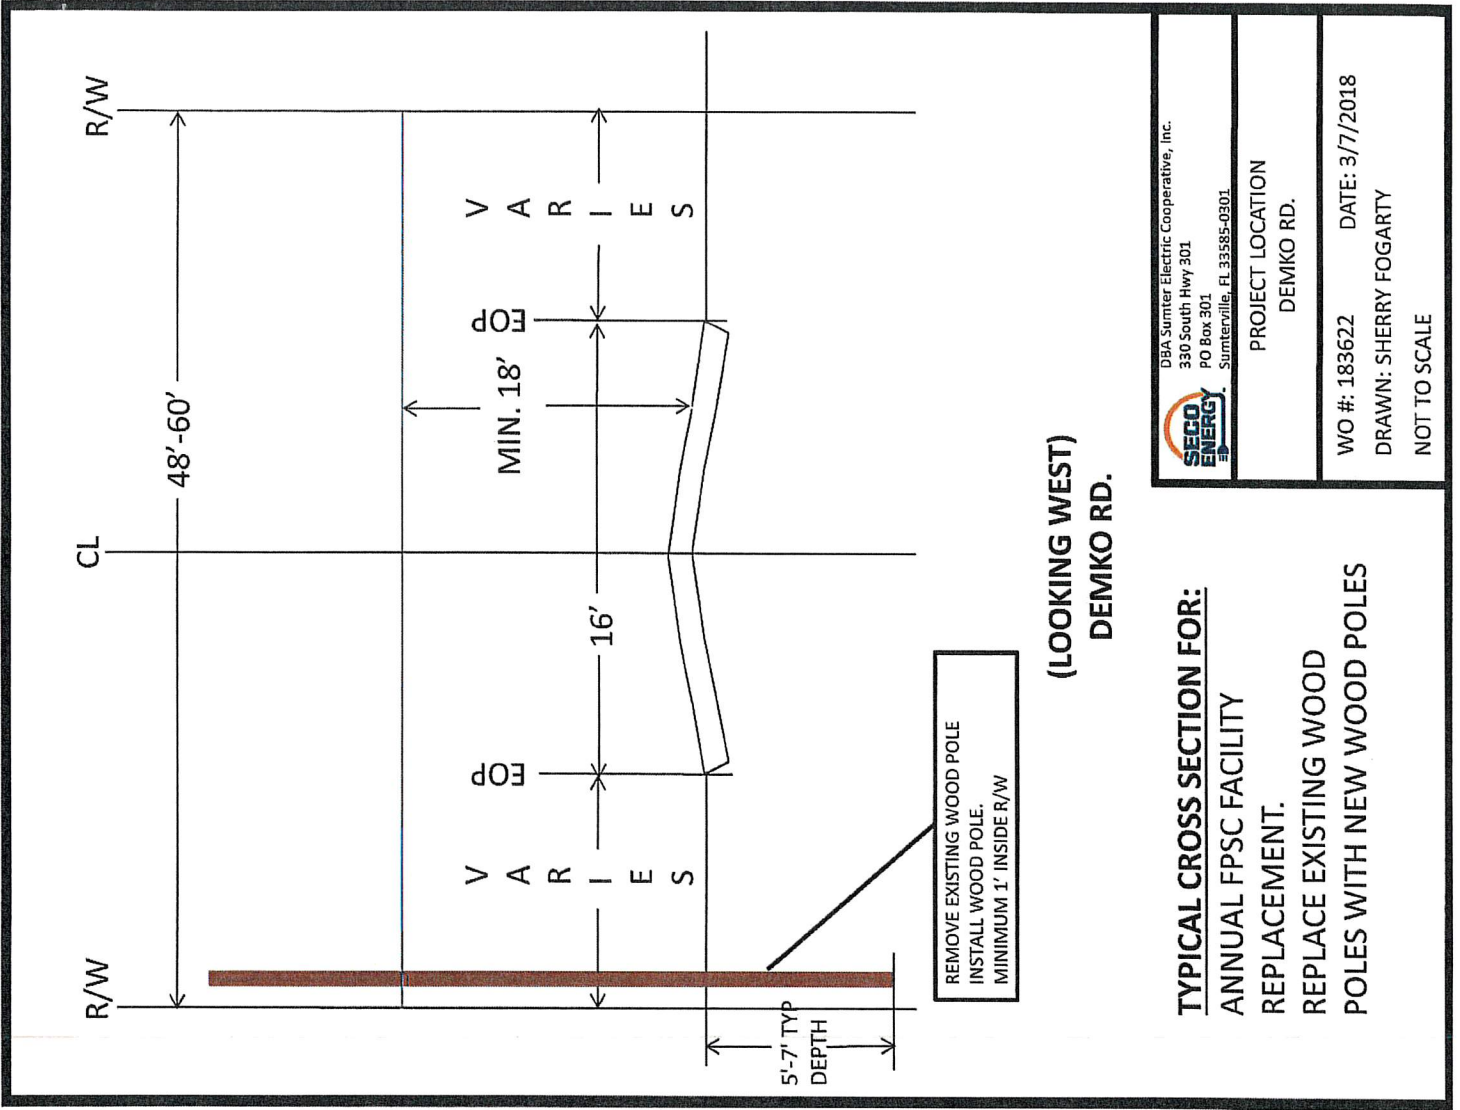 R/W
CL
R/W
48'-60'
VARIES
EOP
16'
MIN. 18'
EOP
VARIES
5'-7' TYP
DEPTH
REMOVE EXISTING WOOD POLE
INSTALL WOOD POLE.
MINIMUM 1' INSIDE R/W
(LOOKING WEST)
DEMKO RD.
TYPICAL CROSS SECTION FOR:
ANNUAL FPSC FACILITY
REPLACEMENT.
REPLACE EXISTING WOOD
POLES WITH NEW WOOD POLES
SECO
ENERGY
DBA Sumter Electric Cooperative, Inc.
330 South Hwy 301
PO Box 301
Sumterville, FL 33585-0301
PROJECT LOCATION
DEMKO RD.
WO #: 183622 DATE: 3/7/2018
DRAWN: SHERRY FOGARTY
NOT TO SCALE